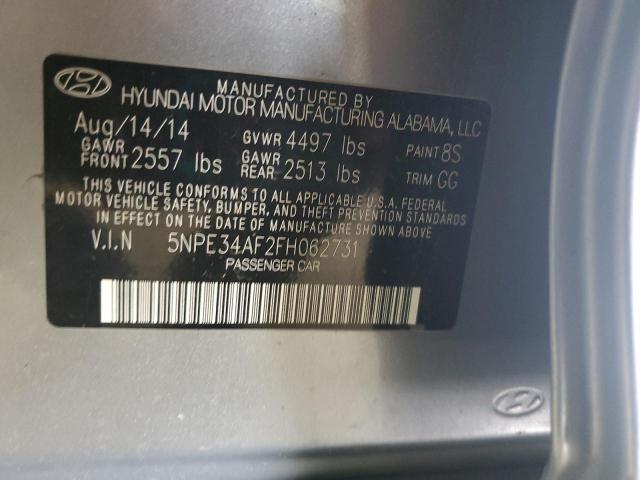 MANUFACTURED BY
HYUNDAI MOTOR MANUFACTURING ALABAMA, LLC
Aug/14/14 GVWR 4497 lbs PAINT 8S
GAWR FRONT 2557 lbs GAWR REAR 2513 lbs TRIM GG
THIS VEHICLE CONFORMS TO ALL APPLICABLE U.S.A. FEDERAL
MOTOR VEHICLE SAFETY, BUMPER, AND THEFT PREVENTION STANDARDS
IN EFFECT ON THE DATE OF MANUFACTURE SHOWN ABOVE.
V.I.N 5NPE34AF2FH062731
PASSENGER CAR